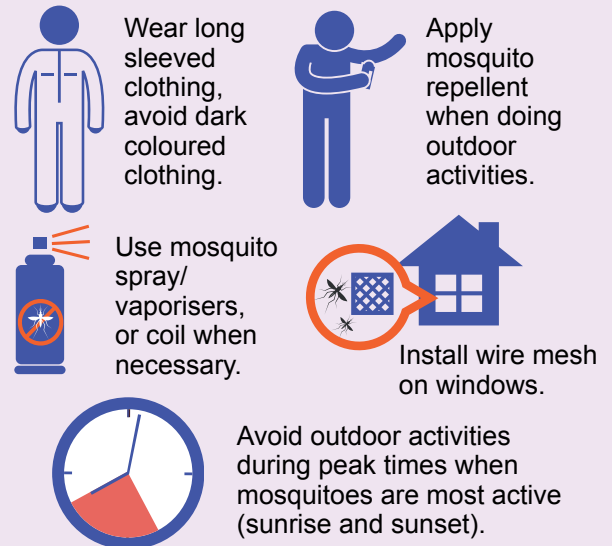 Wear long
sleeved
clothing,
avoid dark
coloured
clothing.
Apply
mosquito
repellent
when doing
outdoor
activities.
Use mosquito
spray/
vaporisers,
or coil when
necessary.
Install wire mesh
on windows.
Avoid outdoor activities
during peak times when
mosquitoes are most active
(sunrise and sunset).